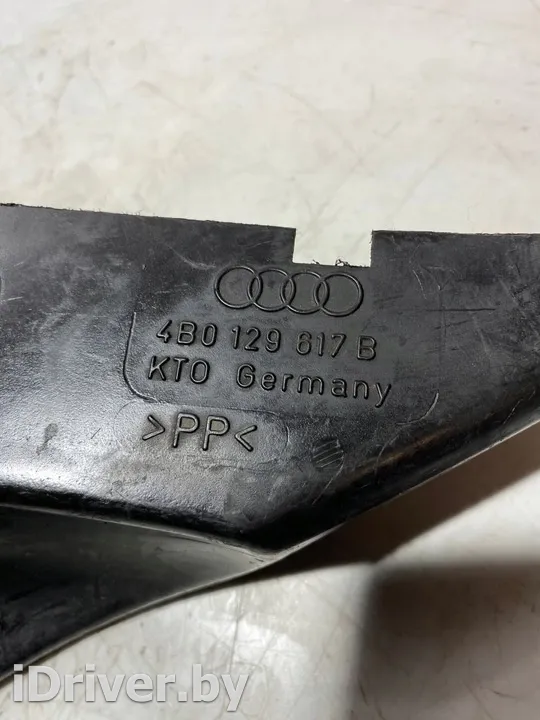 4B0 129 617 B
KTO Germany
>PP<
iDriver.by